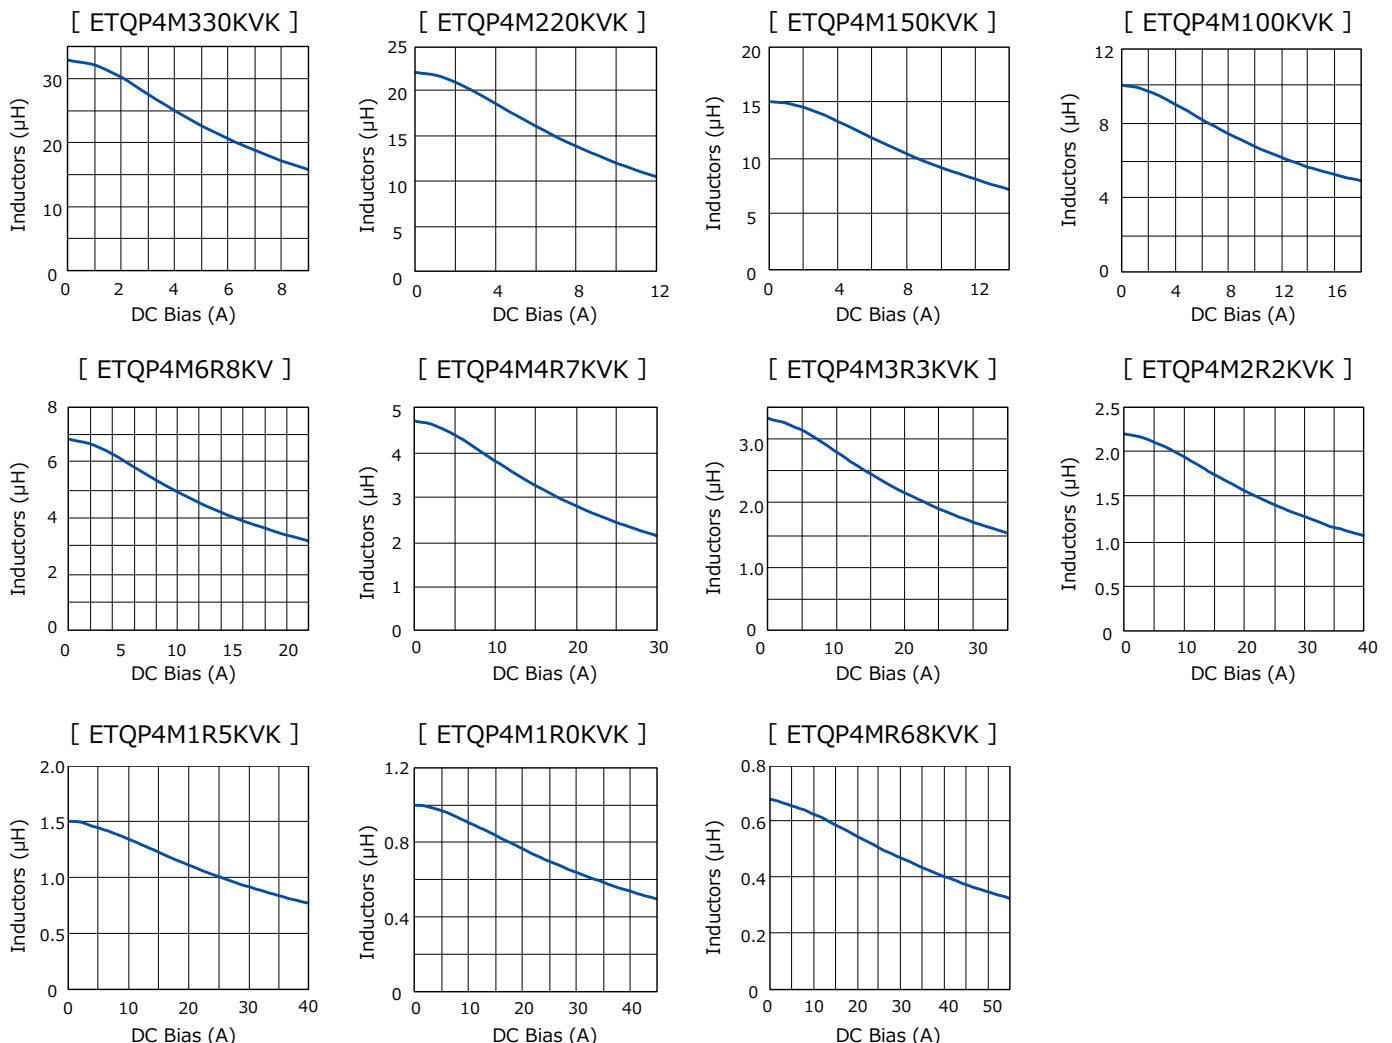 [ ETQP4M330KVK ]
Inductors (μH)
30
20
10
0
0 2 4 6 8
DC Bias (A)
[ ETQP4M220KVK ]
Inductors (μH)
25
20
15
10
5
0
0 4 8 12
DC Bias (A)
[ ETQP4M150KVK ]
Inductors (μH)
20
15
10
5
0
0 4 8 12
DC Bias (A)
[ ETQP4M100KVK ]
Inductors (μH)
12
8
4
0
0 4 8 12 16
DC Bias (A)
[ ETQP4M6R8KV ]
Inductors (μH)
8
6
4
2
0
0 5 10 15 20
DC Bias (A)
[ ETQP4M4R7KVK ]
Inductors (μH)
5
4
3
2
1
0
0 10 20 30
DC Bias (A)
[ ETQP4M3R3KVK ]
Inductors (μH)
3.0
2.0
1.0
0
0 10 20 30
DC Bias (A)
[ ETQP4M2R2KVK ]
Inductors (μH)
2.5
2.0
1.5
1.0
0.5
0
0 10 20 30 40
DC Bias (A)
[ ETQP4M1R5KVK ]
Inductors (μH)
2.0
1.5
1.0
0.5
0
0 10 20 30 40
DC Bias (A)
[ ETQP4M1R0KVK ]
Inductors (μH)
1.2
0.8
0.4
0
0 10 20 30 40
DC Bias (A)
[ ETQP4MR68KVK ]
Inductors (μH)
0.8
0.6
0.4
0.2
0
0 10 20 30 40 50
DC Bias (A)